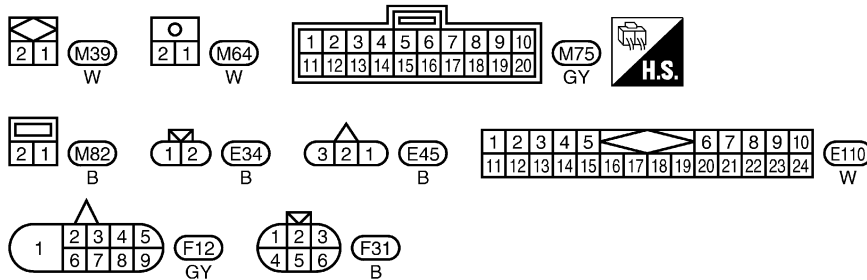 2 1 M39 W
2 1 M64 W
1 2 3 4 5 6 7 8 9 10
11 12 13 14 15 16 17 18 19 20
M75 GY
H.S.
2 1 M82 B
1 2 E34 B
3 2 1 E45 B
1 2 3 4 5 6 7 8 9 10
11 12 13 14 15 16 17 18 19 20 21 22 23 24
E110 W
1 2 3 4 5
6 7 8 9
F12 GY
1 2 3
4 5 6
F31 B